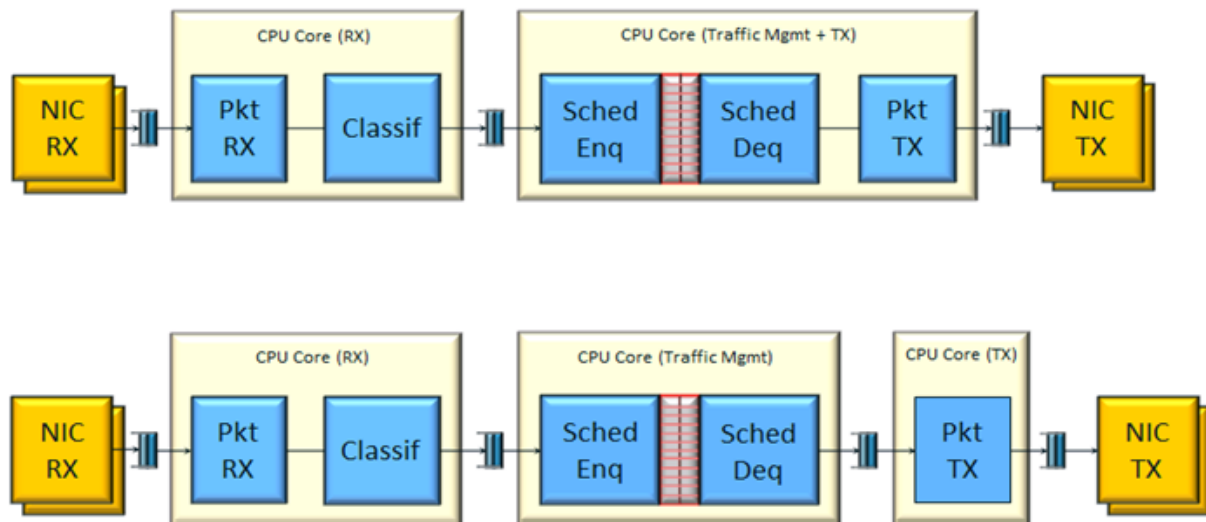 CPU Core (RX)
CPU Core (Traffic Mgmt + TX)
NIC
RX
Pkt
RX
Classif
Sched
Enq
Sched
Deq
Pkt
TX
NIC
TX
CPU Core (RX)
CPU Core (Traffic Mgmt)
CPU Core (TX)
NIC
RX
Pkt
RX
Classif
Sched
Enq
Sched
Deq
Pkt
TX
NIC
TX